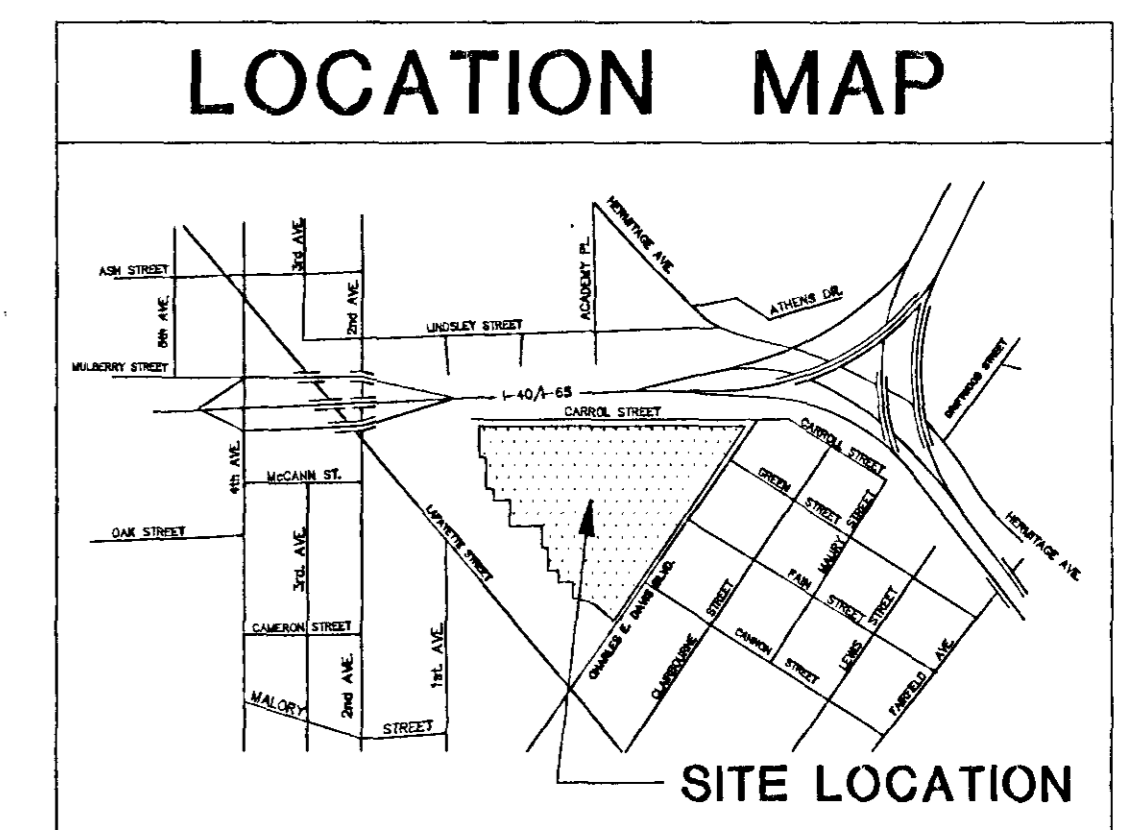 LOCATION MAP
HERMITAGE AVE.
3rd AVE.
ACADEMY PL.
ASH STREET
2nd AVE.
ATHENS DR.
LINDSLEY STREET
MULBERRY STREET
I-40/I-65
DRIFTWOOD STREET
CARROL STREET
CARROLL STREET
4th AVE.
McCANN ST.
GREEN STREET
MAURY STREET
OAK STREET
LAFAYETTE STREET
HERMITAGE AVE.
3rd. AVE.
FAIN STREET
CHARLES E. DAVIS BLVD.
CLAIRBOURNE STREET
CAMERON STREET
CANNON STREET
LEWIS STREET
1st. AVE.
2nd AVE.
FAIRFIELD AVE.
MALORY STREET
SITE LOCATION